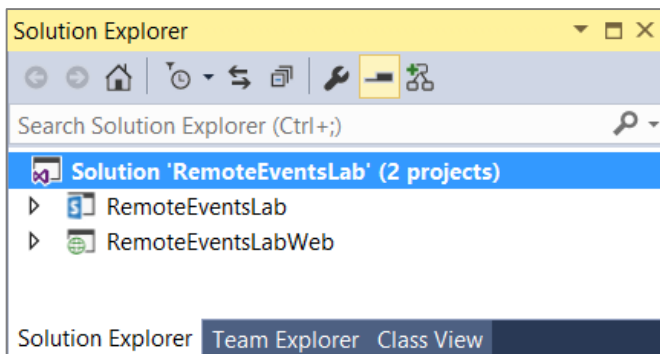 Solution Explorer
Search Solution Explorer (Ctrl+;)
Solution 'RemoteEventsLab' (2 projects)
RemoteEventsLab
RemoteEventsLabWeb
Solution Explorer Team Explorer Class View